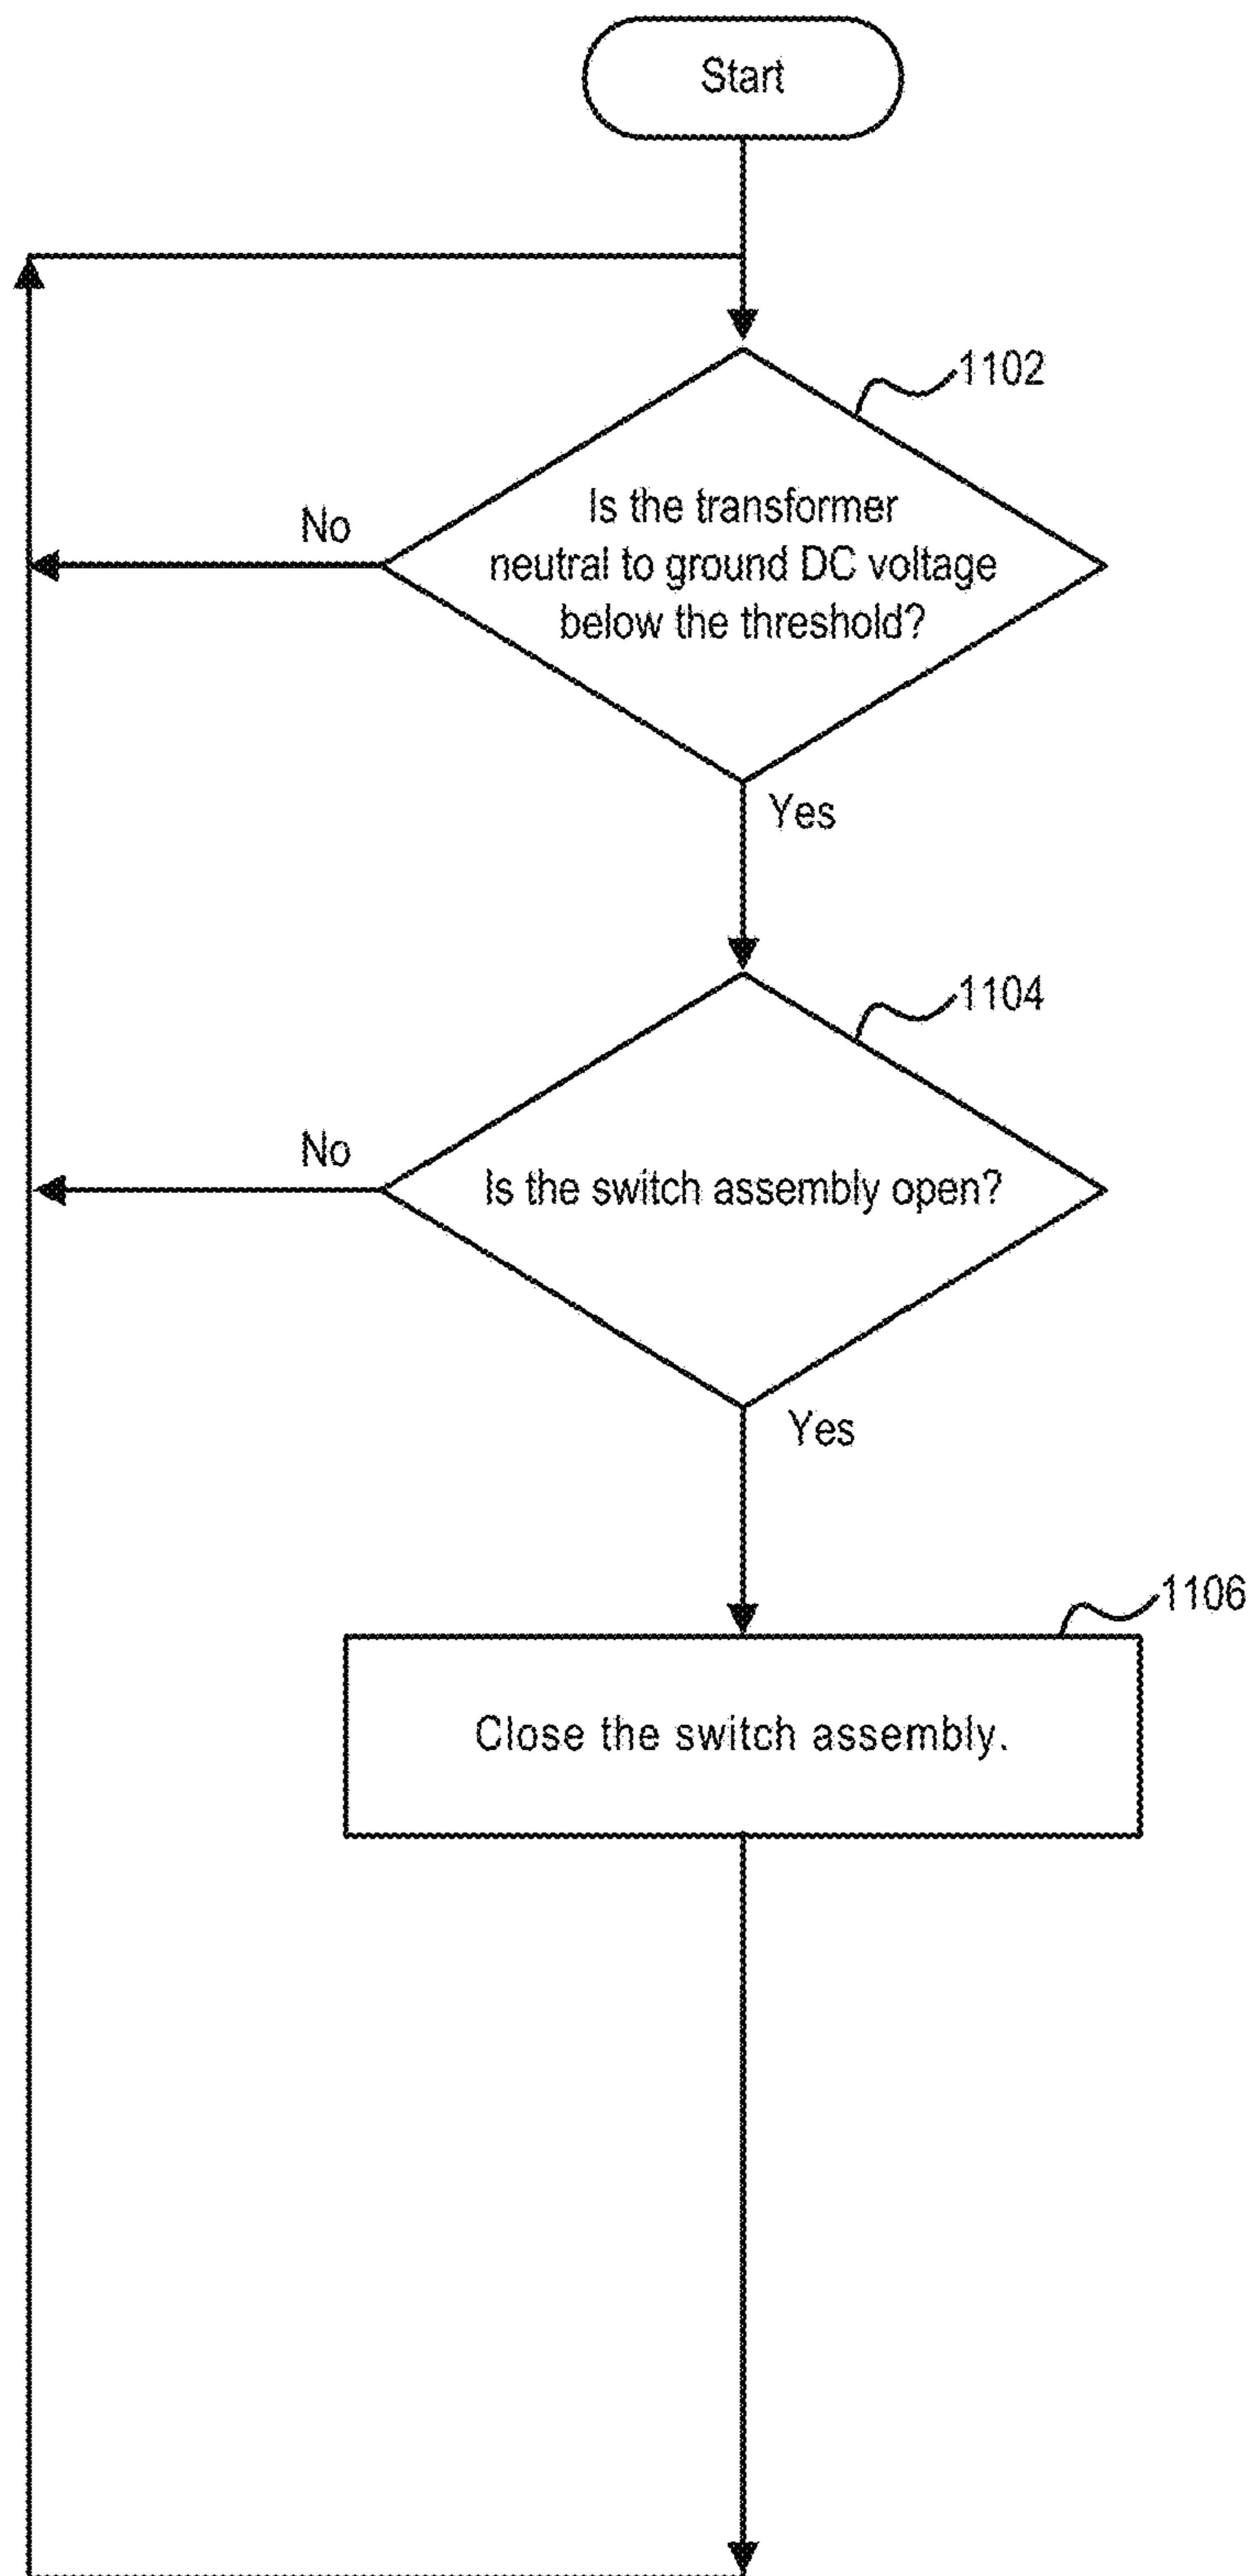 Start
1102
Is the transformer
neutral to ground DC voltage
below the threshold?
No
Yes
1104
Is the switch assembly open?
No
Yes
1106
Close the switch assembly.